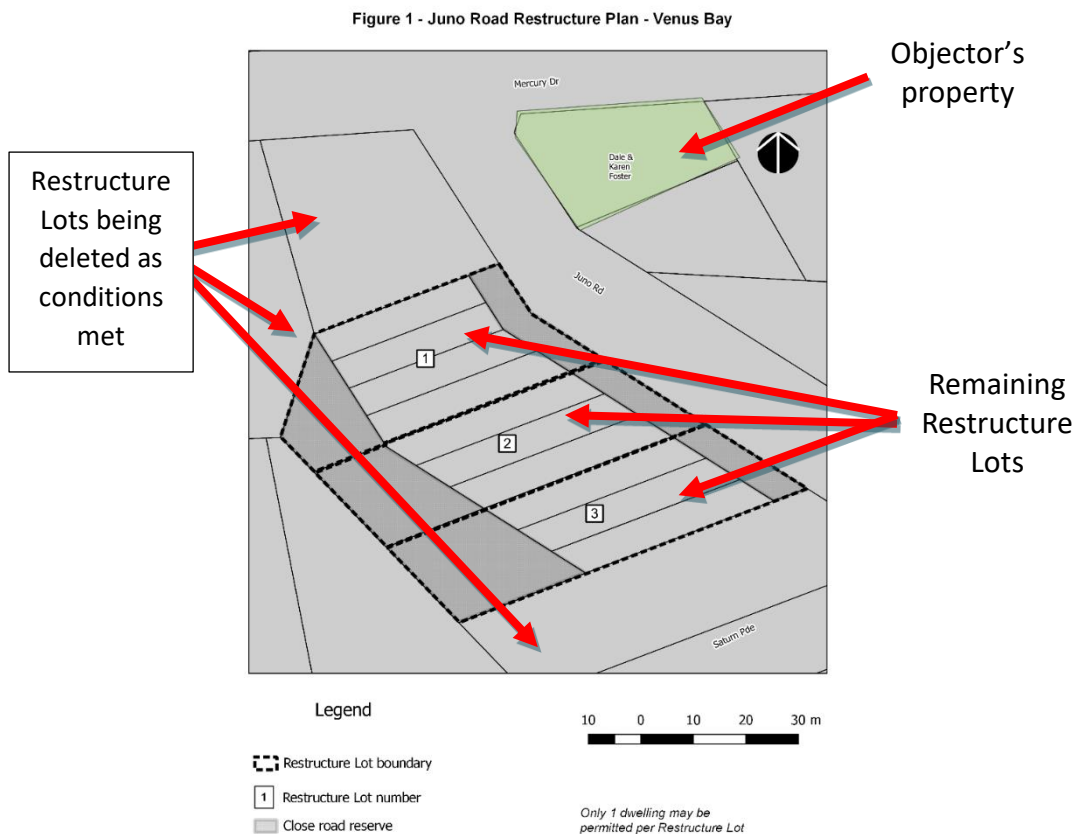 Figure 1 - Juno Road Restructure Plan - Venus Bay
Objector's
property
Mercury Dr
Dale &
Karen
Foster
Restructure
Lots being
deleted as
conditions
met
Juno Rd
1
2
3
Remaining
Restructure
Lots
Saturn Pde
Legend
Restructure Lot boundary
1 Restructure Lot number
Close road reserve
10 0 10 20 30 m
Only 1 dwelling may be
permitted per Restructure Lot